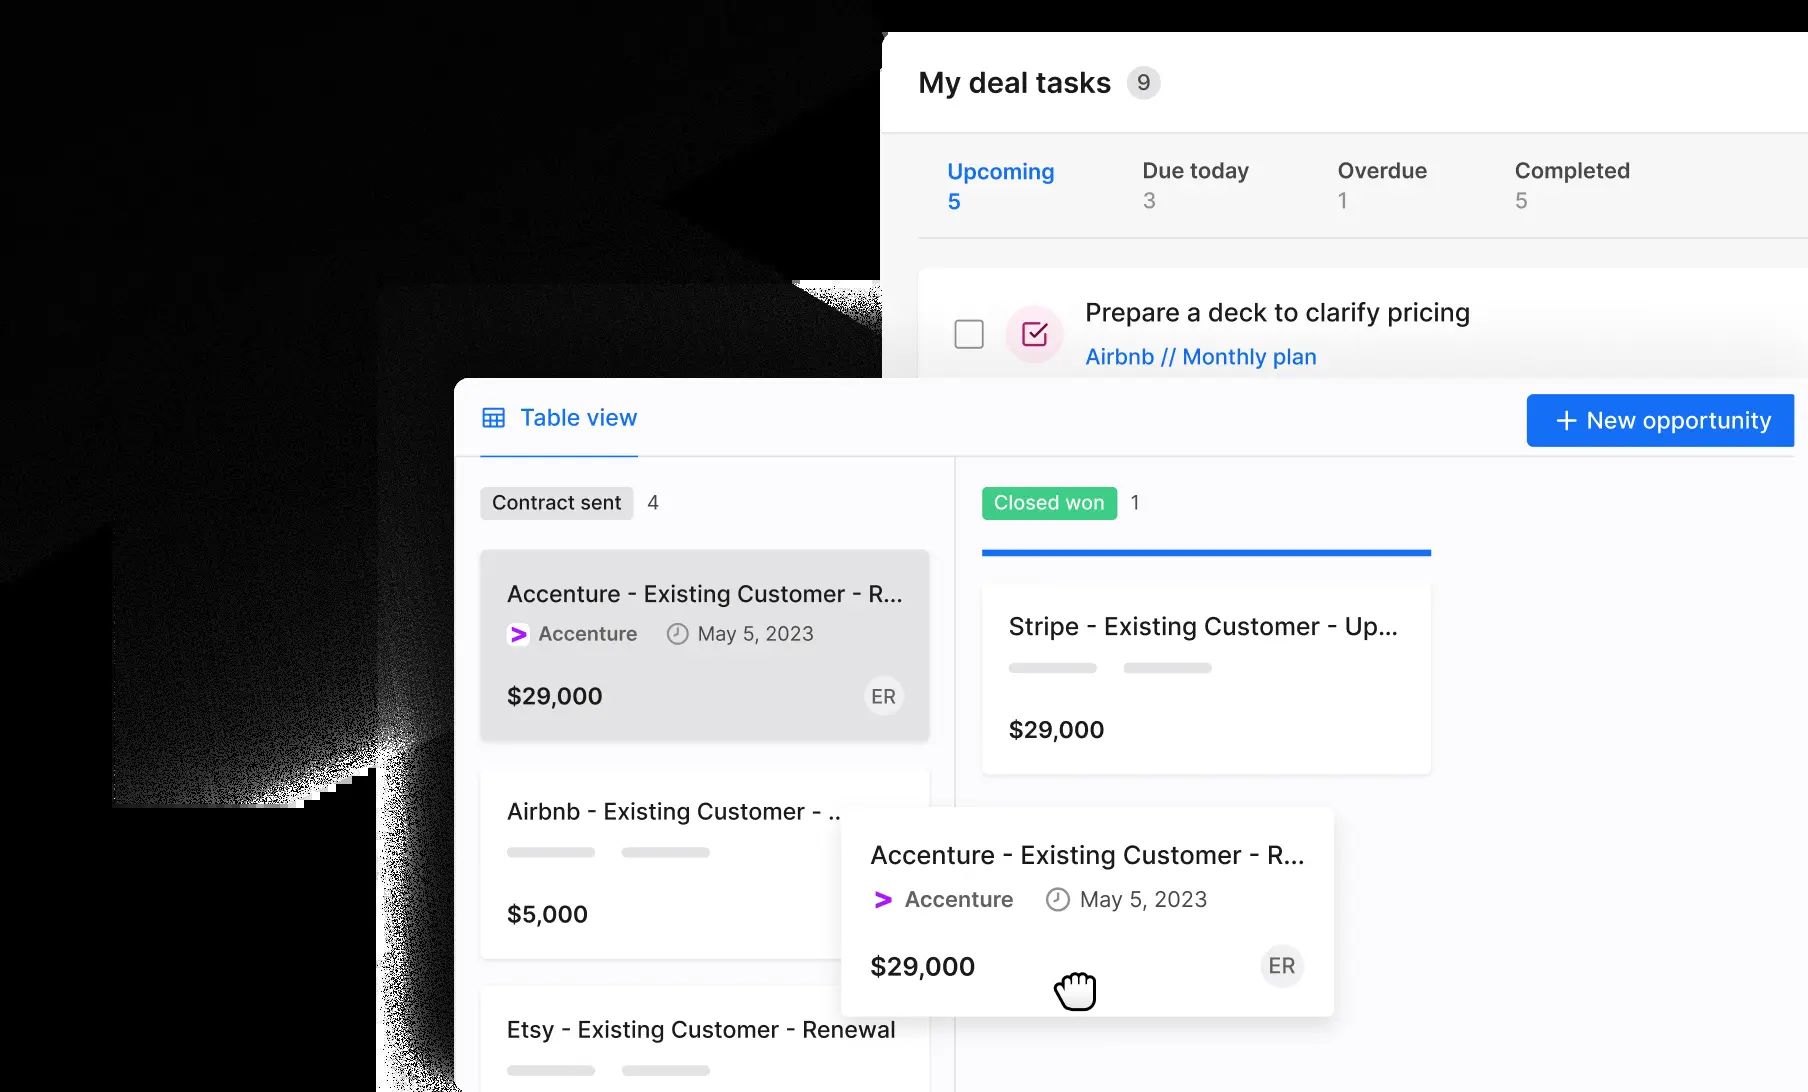 My deal tasks 9
Upcoming Due today Overdue Completed
5 3 1 5
Prepare a deck to clarify pricing
Airbnb // Monthly plan
Table view
+ New opportunity
Contract sent 4
Accenture - Existing Customer - R...
Accenture May 5, 2023
$29,000 ER
Airbnb - Existing Customer - ..
$5,000
Etsy - Existing Customer - Renewal
Closed won 1
Stripe - Existing Customer - Up...
$29,000
Accenture - Existing Customer - R...
Accenture May 5, 2023
$29,000 ER